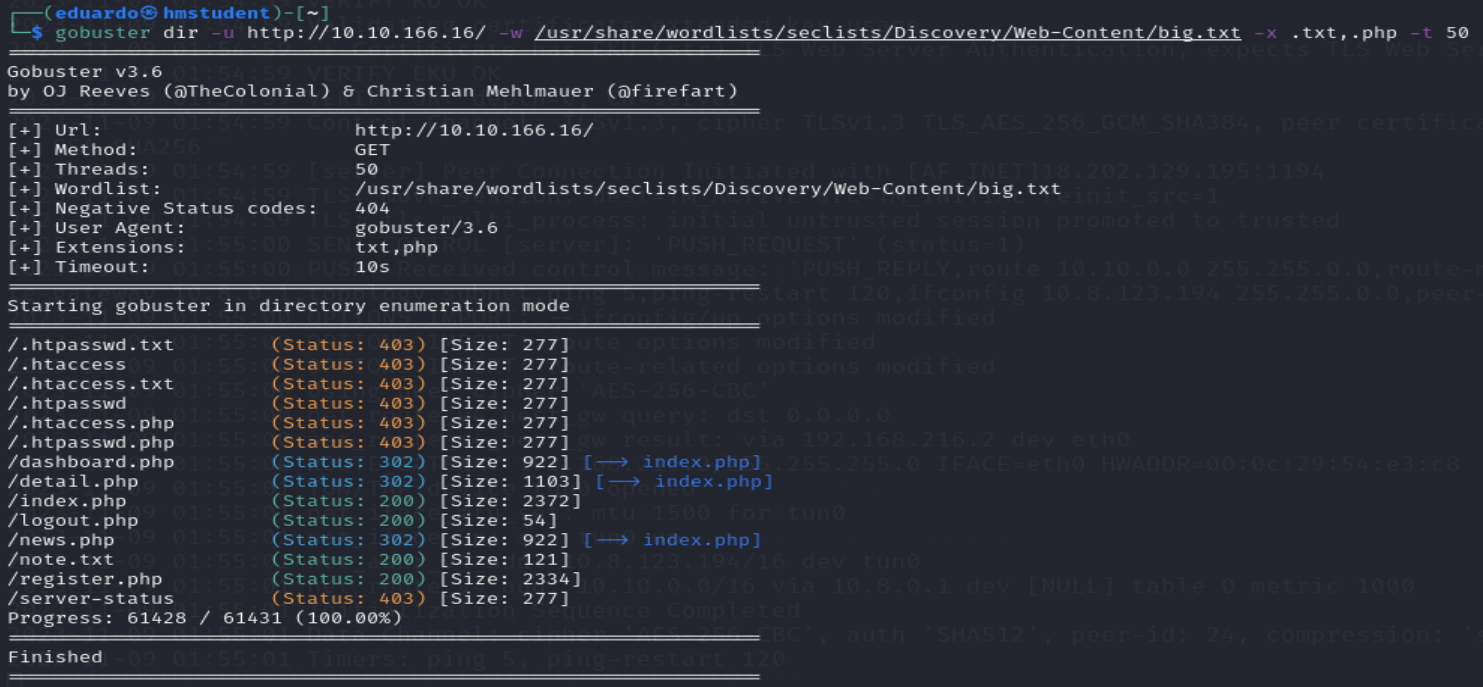 ┌──(eduardo㉿hmstudent)-[~]
└─$ gobuster dir -u http://10.10.166.16/ -w /usr/share/wordlists/seclists/Discovery/Web-Content/big.txt -x .txt,.php -t 50
Gobuster v3.6
by OJ Reeves (@TheColonial) & Christian Mehlmauer (@firefart)
[+] Url: http://10.10.166.16/
[+] Method: GET
[+] Threads: 50
[+] Wordlist: /usr/share/wordlists/seclists/Discovery/Web-Content/big.txt
[+] Negative Status codes: 404
[+] User Agent: gobuster/3.6
[+] Extensions: txt,php
[+] Timeout: 10s
Starting gobuster in directory enumeration mode
/.htpasswd.txt (Status: 403) [Size: 277]
/.htaccess (Status: 403) [Size: 277]
/.htaccess.txt (Status: 403) [Size: 277]
/.htpasswd (Status: 403) [Size: 277]
/.htaccess.php (Status: 403) [Size: 277]
/.htpasswd.php (Status: 403) [Size: 277]
/dashboard.php (Status: 302) [Size: 922] [--> index.php]
/detail.php (Status: 302) [Size: 1103] [--> index.php]
/index.php (Status: 200) [Size: 2372]
/logout.php (Status: 200) [Size: 54]
/news.php (Status: 302) [Size: 922] [--> index.php]
/note.txt (Status: 200) [Size: 121]
/register.php (Status: 200) [Size: 2334]
/server-status (Status: 403) [Size: 277]
Progress: 61428 / 61431 (100.00%)
Finished